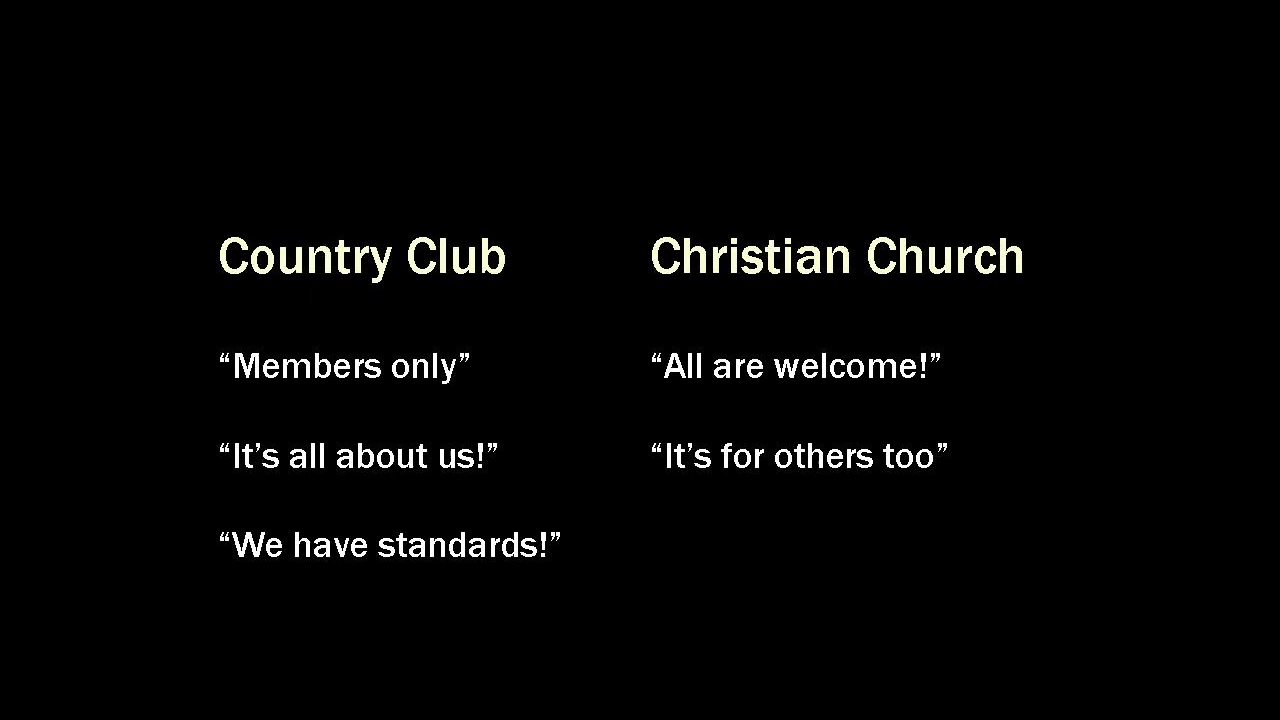 Country Club
Christian Church
“Members only”
“All are welcome!”
“It’s all about us!”
“It’s for others too”
“We have standards!”